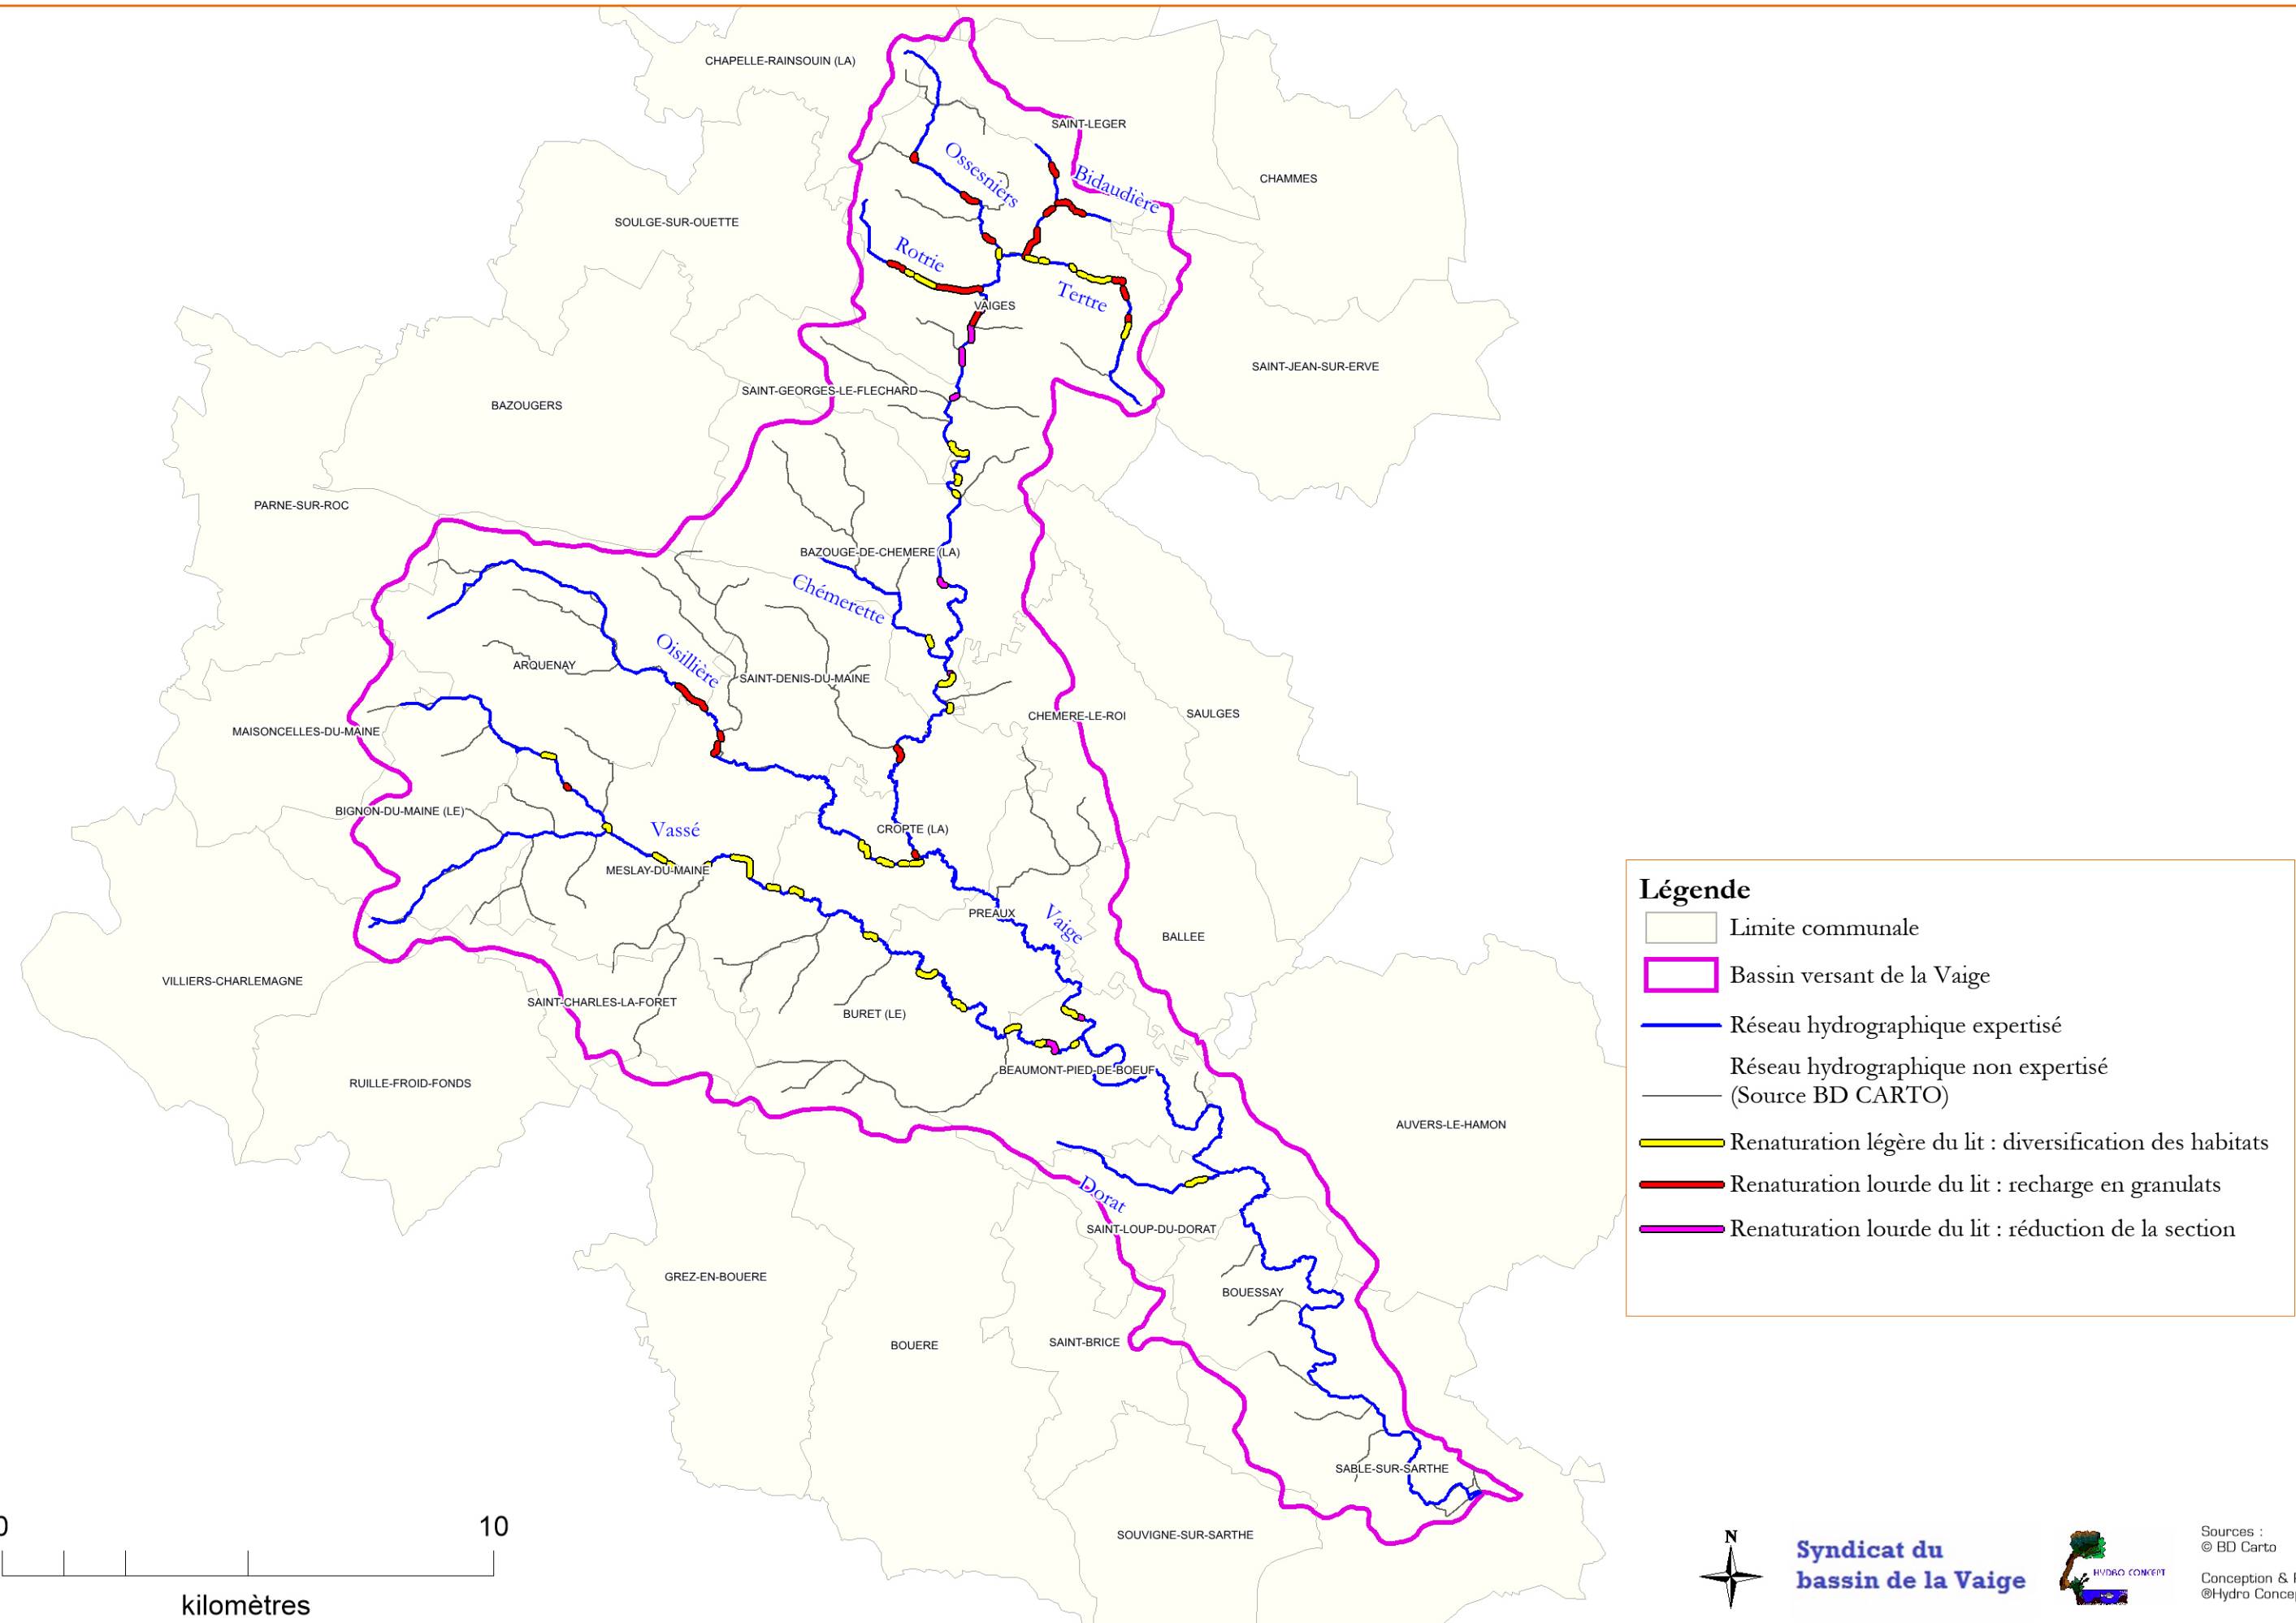 CHAPELLE-RAINSOUIN (LA)
SAINT-LEGER
CHAMMES
Ossesniers
Bidaudière
SOULGE-SUR-OUETTE
Rotrie
Tertre
VAIGES
SAINT-JEAN-SUR-ERVE
SAINT-GEORGES-LE-FLECHARD
BAZOUGERS
PARNE-SUR-ROC
BAZOUGE-DE-CHEMERE (LA)
Chémerette
Oisillière
ARQUENAY
SAINT-DENIS-DU-MAINE
CHEMERE-LE-ROI
SAULGES
MAISONCELLES-DU-MAINE
BIGNON-DU-MAINE (LE)
Vassé
CROPTE (LA)
MESLAY-DU-MAINE
PREAUX
Vaige
BALLEE
VILLIERS-CHARLEMAGNE
SAINT-CHARLES-LA-FORET
BURET (LE)
RUILLE-FROID-FONDS
BEAUMONT-PIED-DE-BOEUF
AUVERS-LE-HAMON
Dorat
SAINT-LOUP-DU-DORAT
GREZ-EN-BOUERE
BOUESSAY
BOUERE
SAINT-BRICE
SABLE-SUR-SARTHE
SOUVIGNE-SUR-SARTHE
Légende
Limite communale
Bassin versant de la Vaige
Réseau hydrographique expertisé
Réseau hydrographique non expertisé
(Source BD CARTO)
Renaturation légère du lit : diversification des habitats
Renaturation lourde du lit : recharge en granulats
Renaturation lourde du lit : réduction de la section
0 10
kilomètres
N
Syndicat du
bassin de la Vaige
HYDRO CONCEPT
Sources :
© BD Carto
Conception &
®Hydro Conce